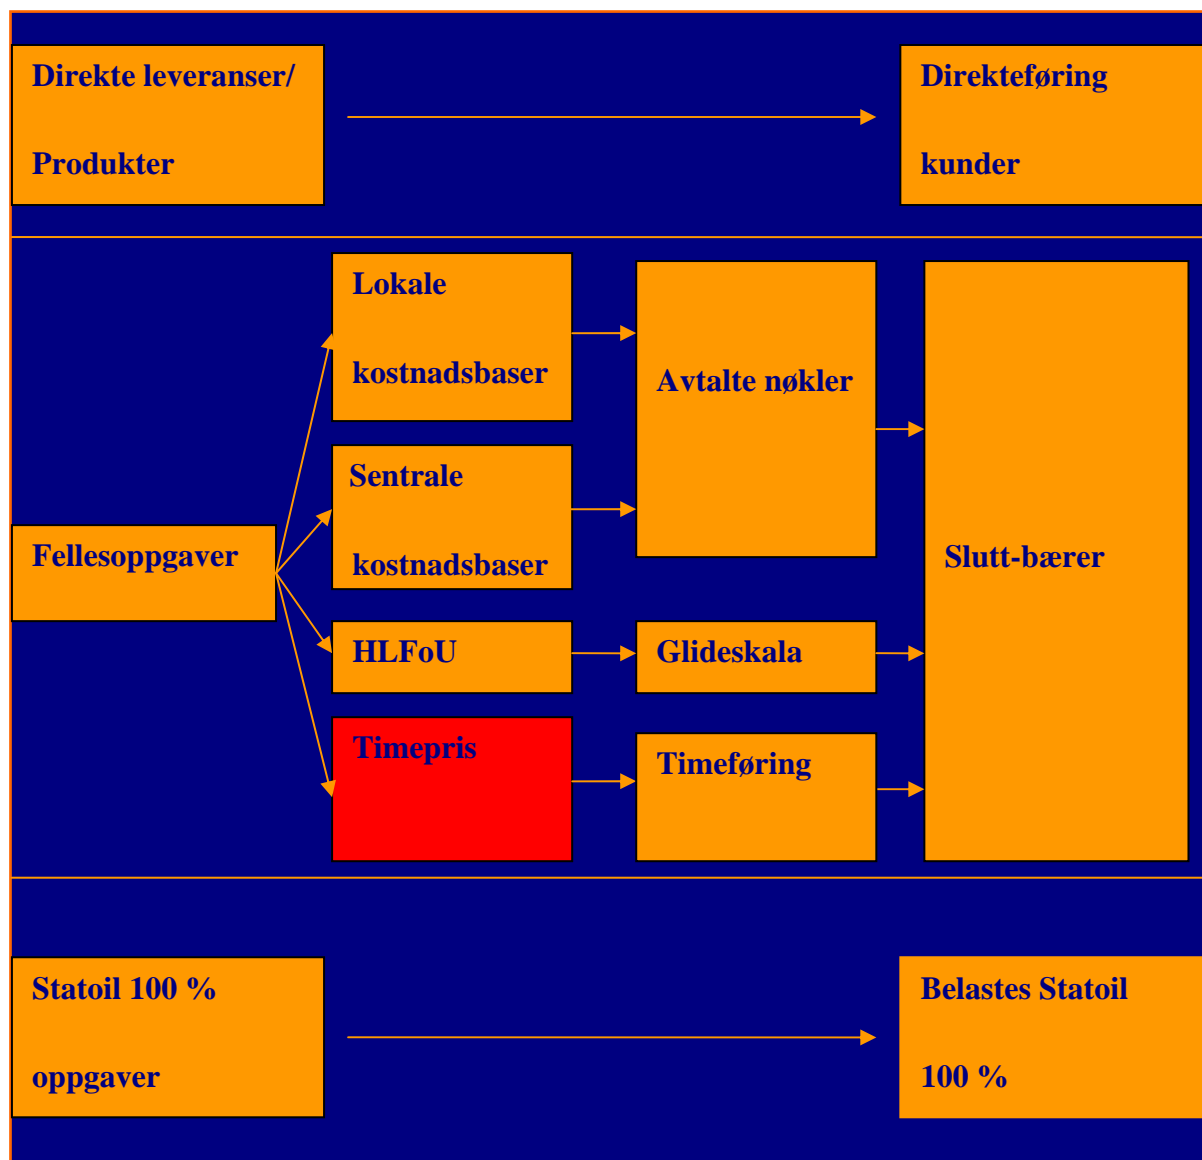 Direkte leveranser/
Produkter
Direkteføring
kunder
Lokale
kostnadsbaser
Avtalte nøkler
Sentrale
kostnadsbaser
Fellesoppgaver
Slutt-bærer
HLFoU
Glideskala
Timepris
Timeføring
Statoil 100 %
oppgaver
Belastes Statoil
100 %